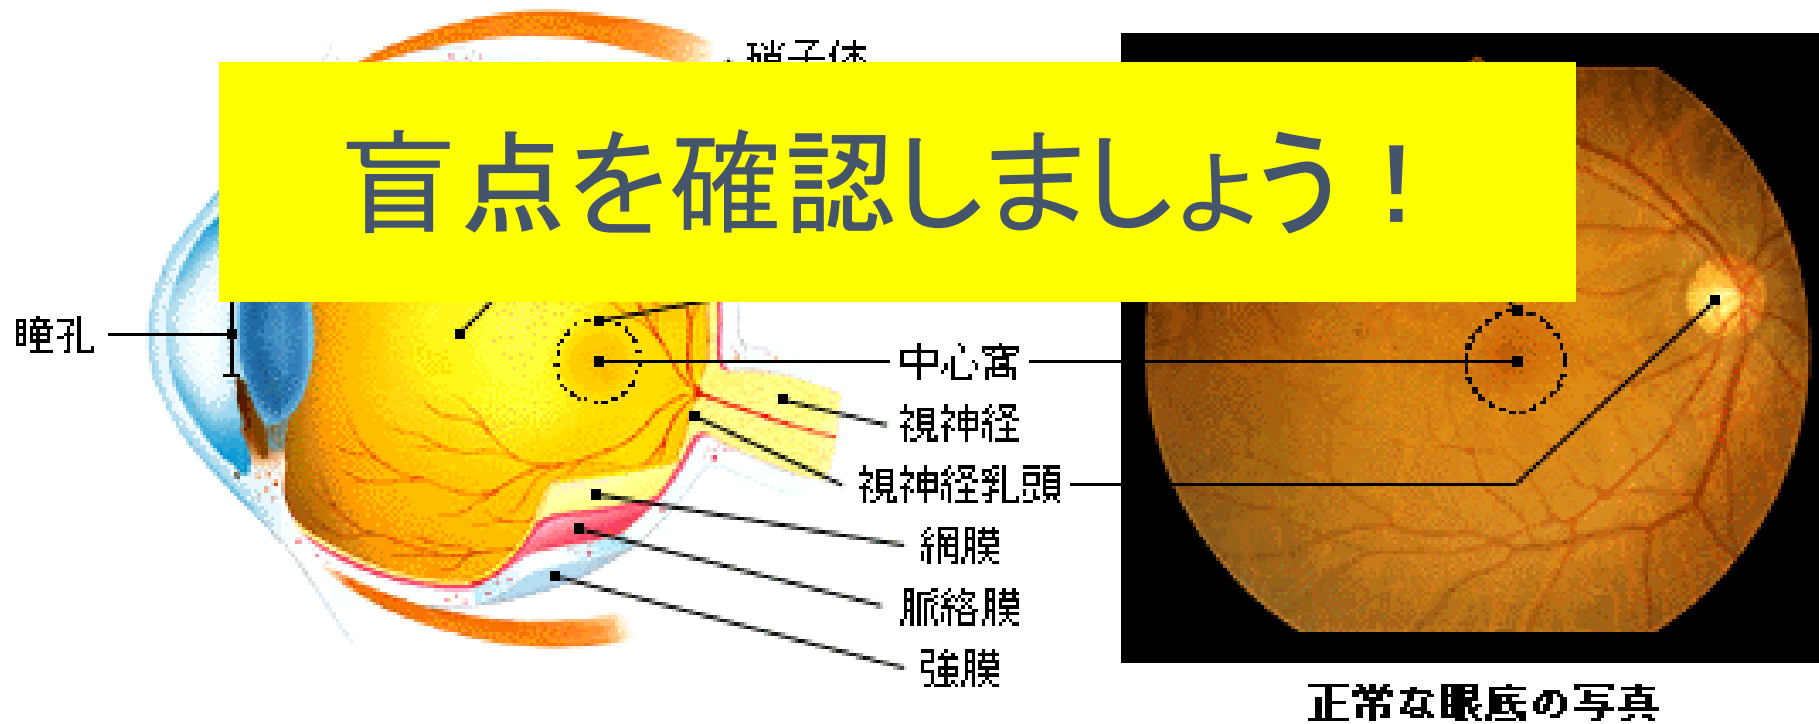 硝子体
盲点を確認しましょう！
瞳孔
中心窩
視神経
視神経乳頭
網膜
脈絡膜
強膜
正常な眼底の写真